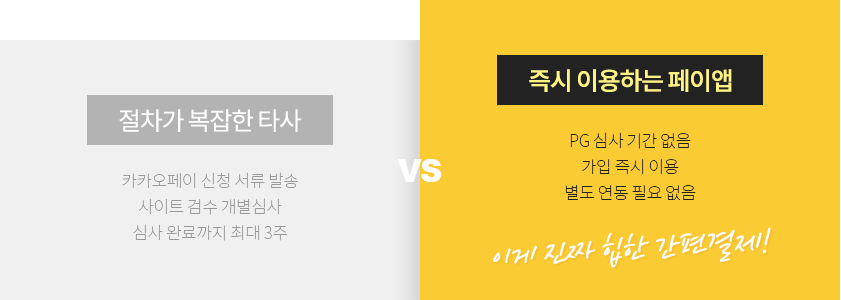 절차가 복잡한 타사
카카오페이 신청 서류 발송
사이트 검수 개별심사
심사 완료까지 최대 3주
VS
즉시 이용하는 페이앱
PG 심사 기간 없음
가입 즉시 이용
별도 연동 필요 없음
이게 진짜 힙한 간편결제!